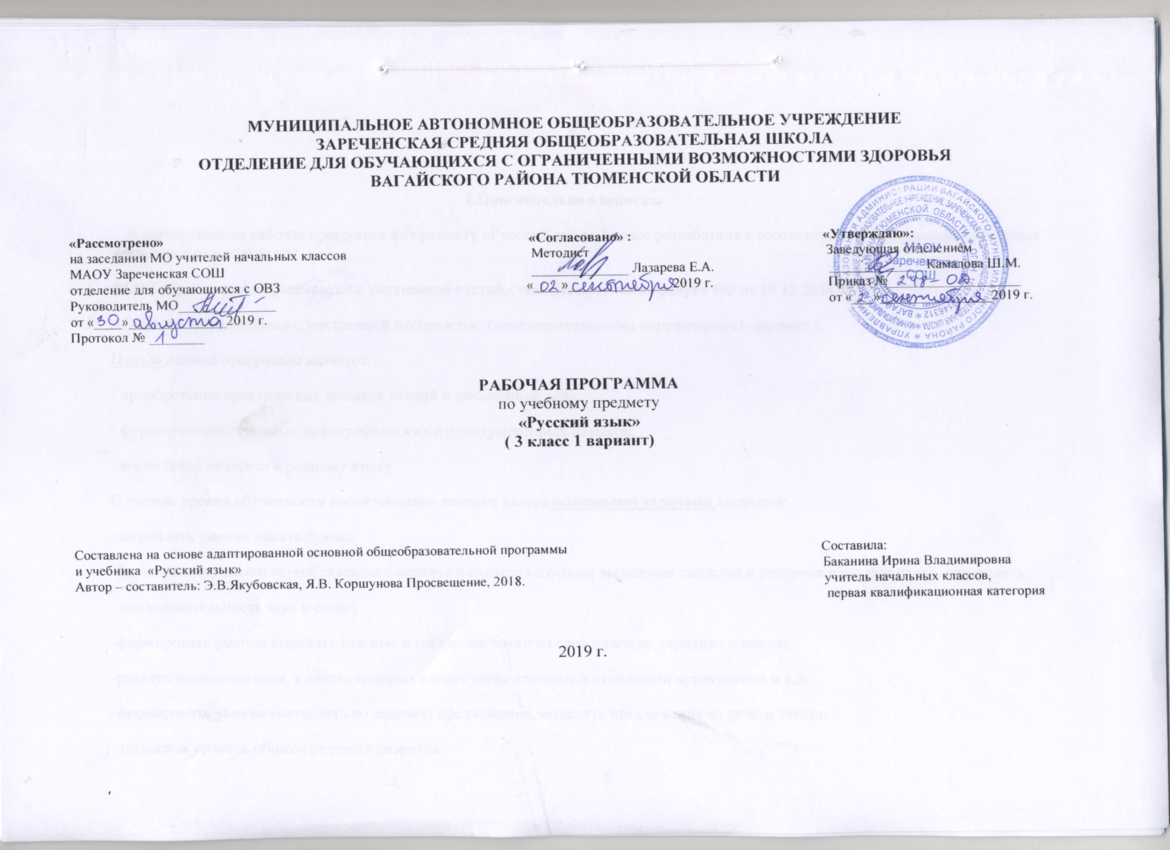 МУНИЦИПАЛЬНОЕ АВТОНОМНОЕ ОБЩЕОБРАЗОВАТЕЛЬНОЕ УЧРЕЖДЕНИЕ
ЗАРЕЧЕНСКАЯ СРЕДНЯЯ ОБЩЕОБРАЗОВАТЕЛЬНАЯ ШКОЛА
ОТДЕЛЕНИЕ ДЛЯ ОБУЧАЮЩИХСЯ С ОГРАНИЧЕННЫМИ ВОЗМОЖНОСТЯМИ ЗДОРОВЬЯ
ВАГАЙСКОГО РАЙОНА ТЮМЕНСКОЙ ОБЛАСТИ
«Рассмотрено»
на заседании МО учителей начальных классов
МАОУ Зареченская СОШ
отделение для обучающихся с ОВЗ
Руководитель МО
от «30» августа 2019 г.
Протокол № 1
«Согласовано» :
Методист
Лазарева Е.А.
«02» сентября 2019 г.
«Утверждаю»:
Заведующая отделением
Камалова Ш.М.
Приказ №
от «2» сентября 2019 г.
МАОУ
Зареченская
СОШ
РАБОЧАЯ ПРОГРАММА
по учебному предмету
«Русский язык»
( 3 класс 1 вариант)
Составлена на основе адаптированной основной общеобразовательной программы
и учебника «Русский язык»
Автор – составитель: Э.В.Якубовская, Я.В. Коршунова Просвещение, 2018.
Составила:
Баканина Ирина Владимировна
учитель начальных классов,
первая квалификационная категория
2019 г.